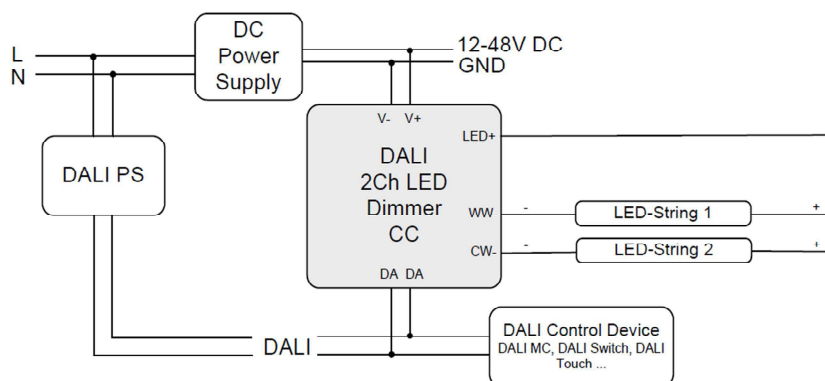 DC
Power
Supply
12-48V DC
GND
L
N
V- V+
LED+
DALI PS
DALI
2Ch LED
Dimmer
CC
WW
- LED-String 1 +
CW-
- LED-String 2 +
DA DA
DALI
DALI Control Device
DALI MC, DALI Switch, DALI
Touch ...